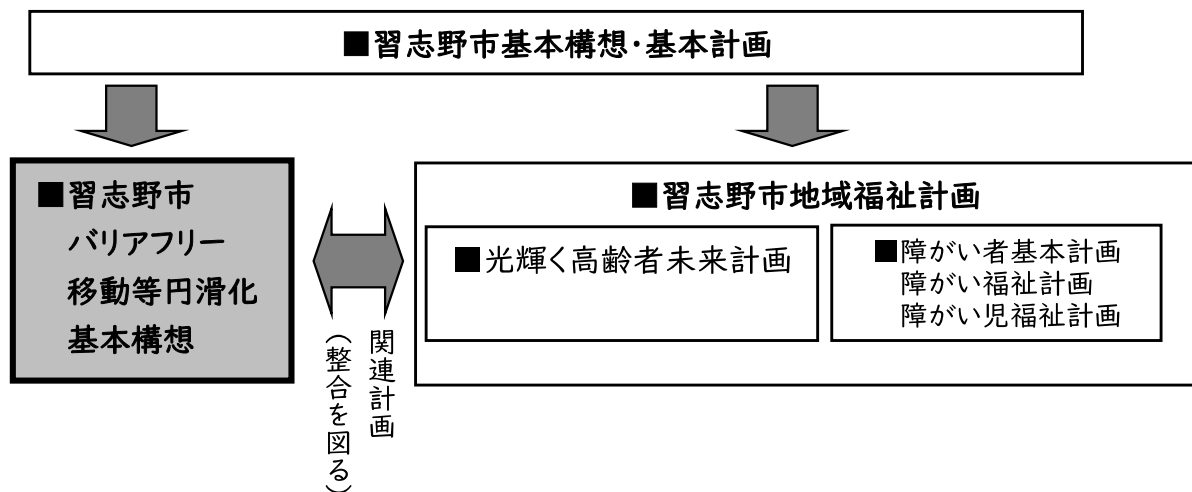 ■習志野市基本構想・基本計画
■習志野市
バリアフリー
移動等円滑化
基本構想
関連計画
（整合を図る）
■習志野市地域福祉計画
■光輝く高齢者未来計画
■障がい者基本計画
障がい福祉計画
障がい児福祉計画